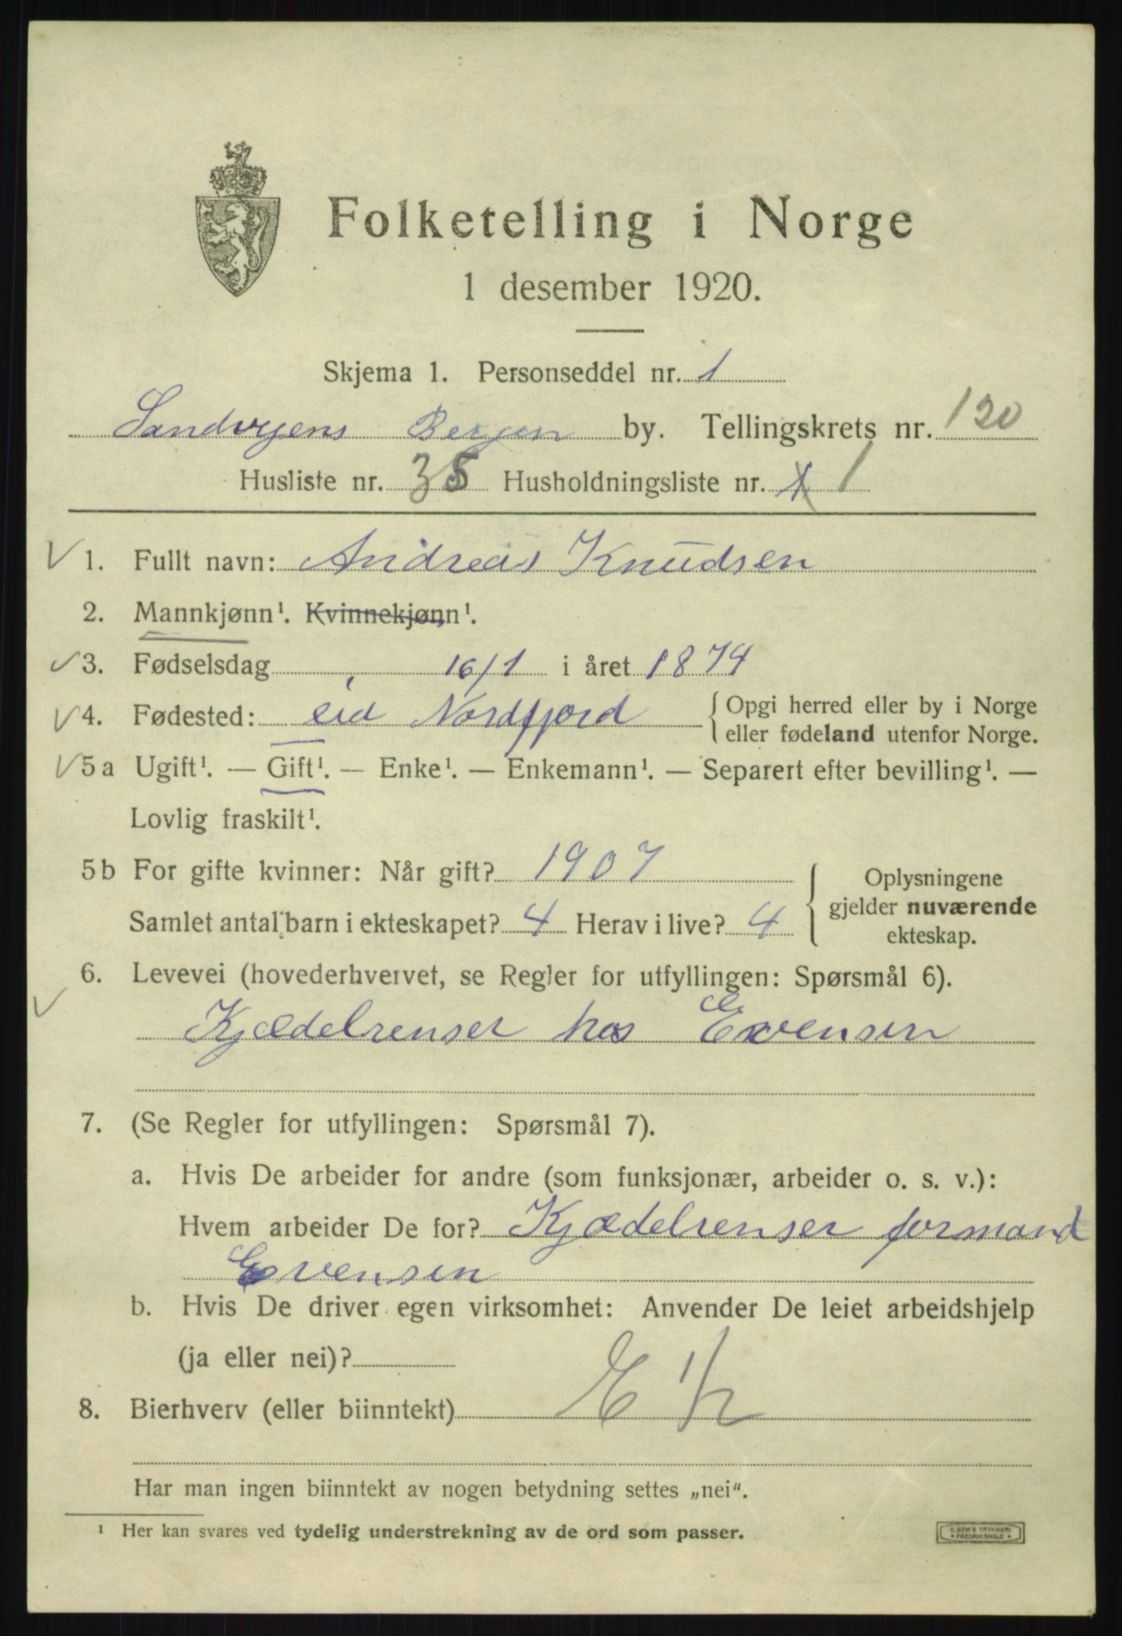 Folketelling i Norge
1 desember 1920.
Skjema 1. Personseddel nr. 1
Sandvigens Bergen by. Tellingskrets nr. 120
Husliste nr. 35 Husholdningsliste nr. 1 1
1. Fullt navn: Andreas Knudsen
2. Mannkjønn¹. Kvinnekjønn¹.
3. Fødselsdag 16/1 i året 1874
4. Fødested: eid Nordfjord { Opgi herred eller by i Norge
eller fødeland utenfor Norge.
5a Ugift¹. — Gift¹. — Enke¹. — Enkemann¹. — Separert efter bevilling¹. —
Lovlig fraskilt¹.
5b For gifte kvinner: Når gift? 1907
Samlet antal barn i ekteskapet? 4 Herav i live? 4
Oplysningene
gjelder nuværende
ekteskap.
6. Levevei (hovederhvervet, se Regler for utfyllingen: Spørsmål 6).
Kjædelrenser hos Evensen
7. (Se Regler for utfyllingen: Spørsmål 7).
a. Hvis De arbeider for andre (som funksjonær, arbeider o. s. v.):
Hvem arbeider De for? Kjædelrenser formand
Evensen
b. Hvis De driver egen virksomhet: Anvender De leiet arbeidshjelp
(ja eller nei)?
8. Bierhverv (eller biinntekt) E 1/2
Har man ingen biinntekt av nogen betydning settes „nei“.
¹ Her kan svares ved tydelig understrekning av de ord som passer.